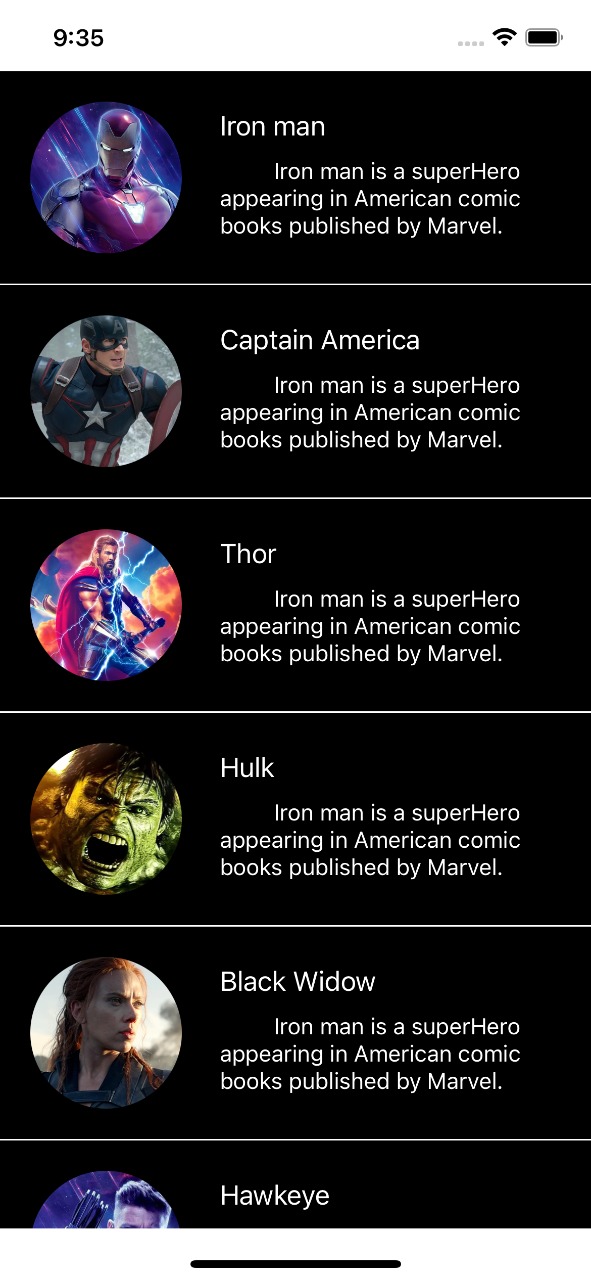 9:35
Iron man
Iron man is a superHero
appearing in American comic
books published by Marvel.
Captain America
Iron man is a superHero
appearing in American comic
books published by Marvel.
Thor
Iron man is a superHero
appearing in American comic
books published by Marvel.
Hulk
Iron man is a superHero
appearing in American comic
books published by Marvel.
Black Widow
Iron man is a superHero
appearing in American comic
books published by Marvel.
Hawkeye